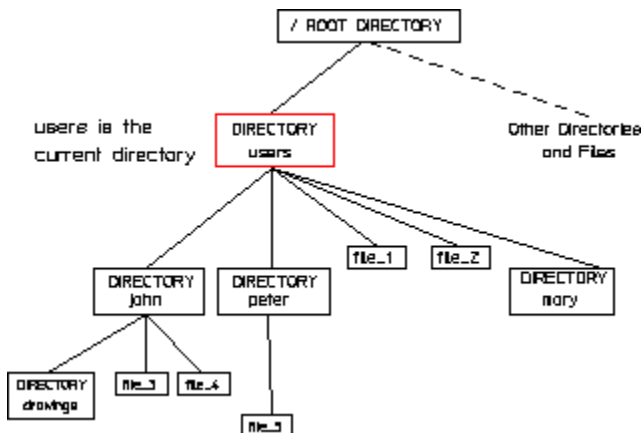 / ROOT DIRECTORY
users is the
current directory
DIRECTORY
users
Other Directories
and Files
file_1
file_2
DIRECTORY
john
DIRECTORY
peter
DIRECTORY
mary
DIRECTORY
drawings
file_3
file_4
file_5